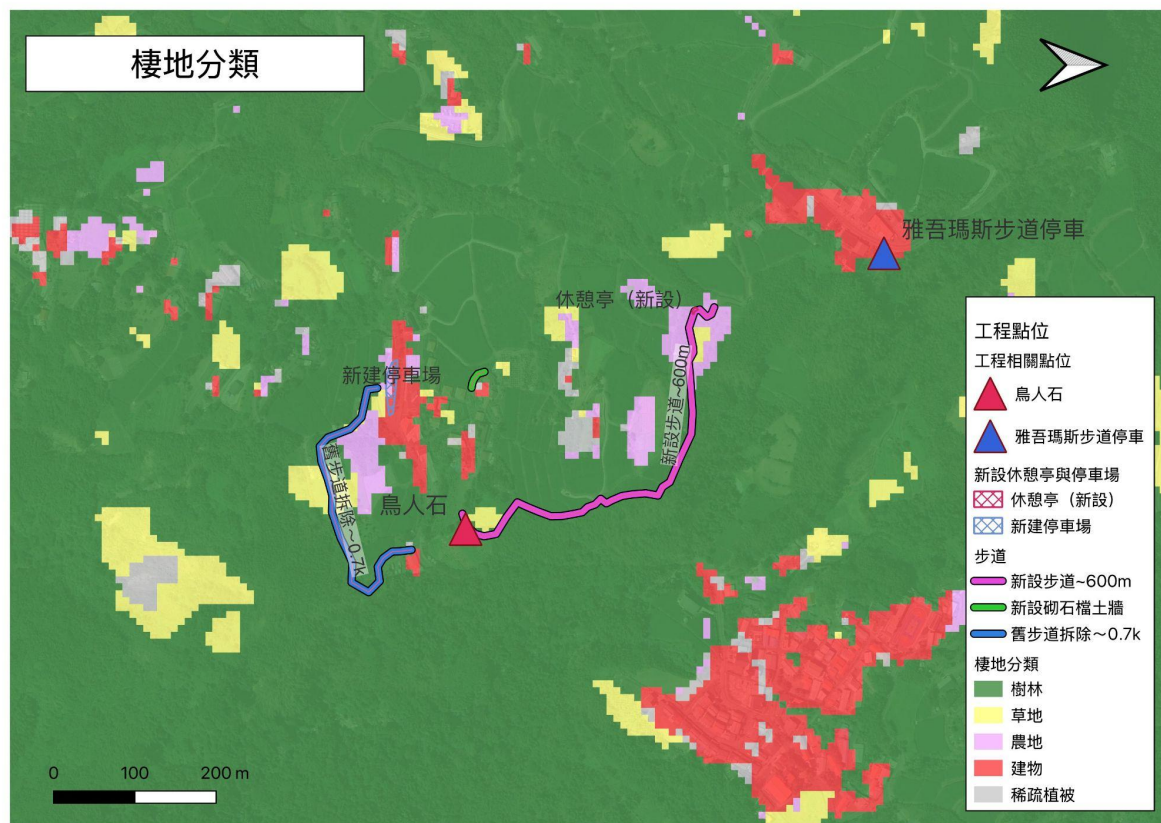 棲地分類
雅吾瑪斯步道停車
休憩亭（新設）
新建停車場
新設步道~600m
舊步道拆除～0.7k
鳥人石
0 100 200 m
工程點位
工程相關點位
鳥人石
雅吾瑪斯步道停車
新設休憩亭與停車場
休憩亭（新設）
新建停車場
步道
新設步道~600m
新設砌石檔土牆
舊步道拆除～0.7k
棲地分類
樹林
草地
農地
建物
稀疏植被